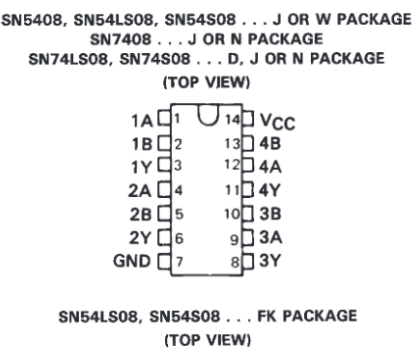 SN5408, SN54LS08, SN54S08 . . . J OR W PACKAGE
SN7408 . . . J OR N PACKAGE
SN74LS08, SN74S08 . . . D, J OR N PACKAGE
(TOP VIEW)
1A 1 14 VCC
1B 2 13 4B
1Y 3 12 4A
2A 4 11 4Y
2B 5 10 3B
2Y 6 9 3A
GND 7 8 3Y
SN54LS08, SN54S08 . . . FK PACKAGE
(TOP VIEW)